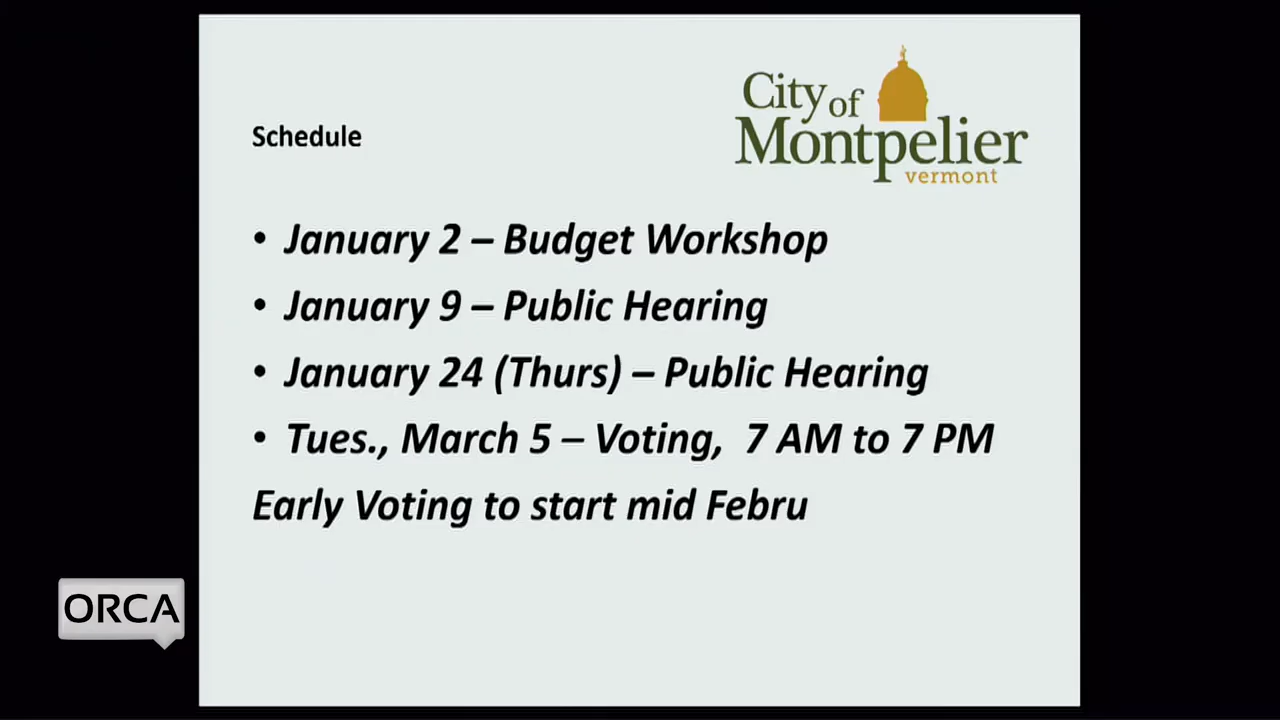 City of
Montpelier
vermont
Schedule
• January 2 – Budget Workshop
• January 9 – Public Hearing
• January 24 (Thurs) – Public Hearing
• Tues., March 5 – Voting, 7 AM to 7 PM
Early Voting to start mid Febru
ORCA